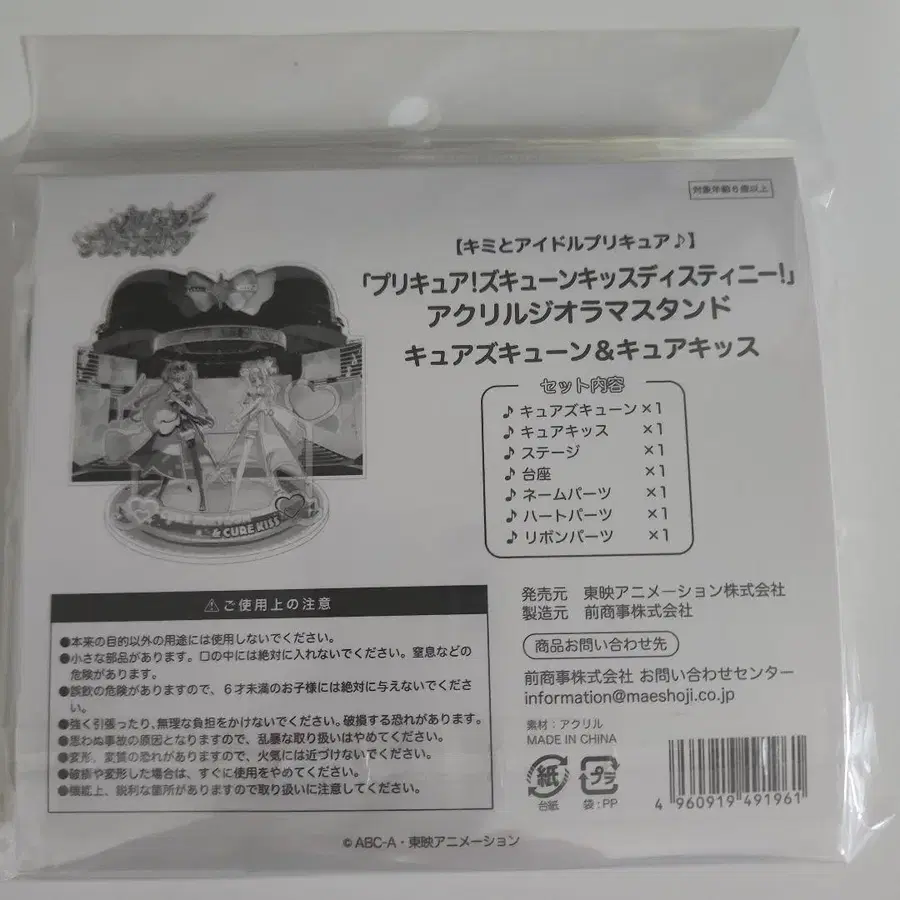 対象年齢6歳以上
【キミとアイドルプリキュア♪】
「プリキュア!ズキューンキッスディスティニー!」
アクリルジオラマスタンド
キュアズキューン&キュアキッス
セット内容
♪ キュアズキューン×1
♪ キュアキッス ×1
♪ ステージ ×1
♪ 台座 ×1
♪ ネームパーツ ×1
♪ ハートパーツ ×1
♪ リボンパーツ ×1
& CURE KISS
⚠ご使用上の注意
●本来の目的以外の用途には使用しないでください。
●小さな部品があります。口の中には絶対に入れないでください。窒息などの
危険があります。
●誤飲の危険がありますので、6才未満のお子様には絶対に与えないでくださ
い。
●強く引張ったり、無理な負担をかけないでください。破損する恐れがあります。
●思わぬ事故の原因となりますので、乱暴な取り扱いはやめてください。
●変形、変質の恐れがありますので、火気には近づけないでください。
●破損や変形した場合は、すぐに使用をやめてください。
●機能上、鋭利な箇所がありますので取り扱いに注意してください。
発売元 東映アニメーション株式会社
製造元 前商事株式会社
商品お問い合わせ先
前商事株式会社 お問い合わせセンター
information@maeshoji.co.jp
素材:アクリル
MADE IN CHINA
紙
台紙
プラ
袋:PP
4 960919 491961
©ABC-A・東映アニメーション